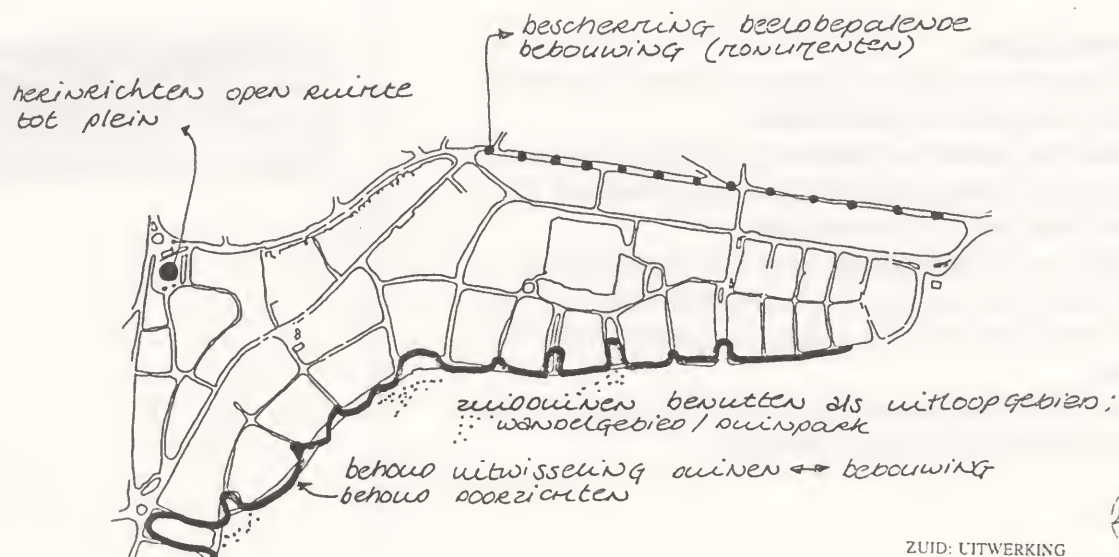 bescherming beeldbepalende
bebouwing (monumenten)
herinrichten open ruimte
tot plein
zuidduinen benutten als uitloopgebied;
wandelgebied / duinpark
behoud uitwisseling duinen ↔ bebouwing
behoud doorzichten
ZUID: UITWERKING